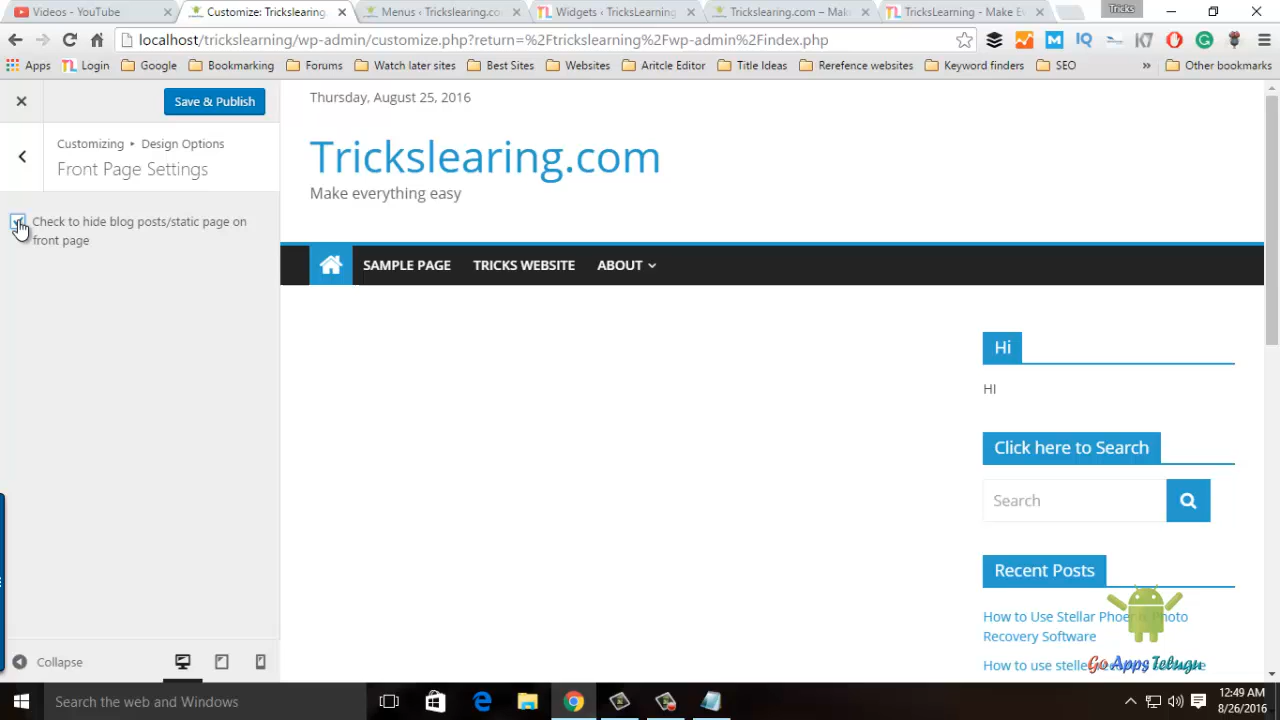 Tricks
Videos - YouTube
Customize: Trickslearing.
Menus ‹ Trickslearing.co
Widgets ‹ TricksLearning
Trickslearing.com – Ma
TricksLearning - Make Ev
localhost/trickslearning/wp-admin/customize.php?return=%2Ftrickslearning%2Fwp-admin%2Findex.php
Apps
Login
Google
Bookmarking
Forums
Watch later sites
Best Sites
Websites
Aritcle Editor
Title Ideas
Rerefence websites
Keyword finders
SEO
»
Other bookmarks
Save & Publish
Customizing ▸ Design Options
Front Page Settings
Check to hide blog posts/static page on
front page
Collapse
Thursday, August 25, 2016
Trickslearing.com
Make everything easy
SAMPLE PAGE
TRICKS WEBSITE
ABOUT
Hi
HI
Click here to Search
Search
Recent Posts
How to Use Stellar Photo
Recovery Software
How to use
Go Apps Telugu
Search the web and Windows
12:49 AM
8/26/2016